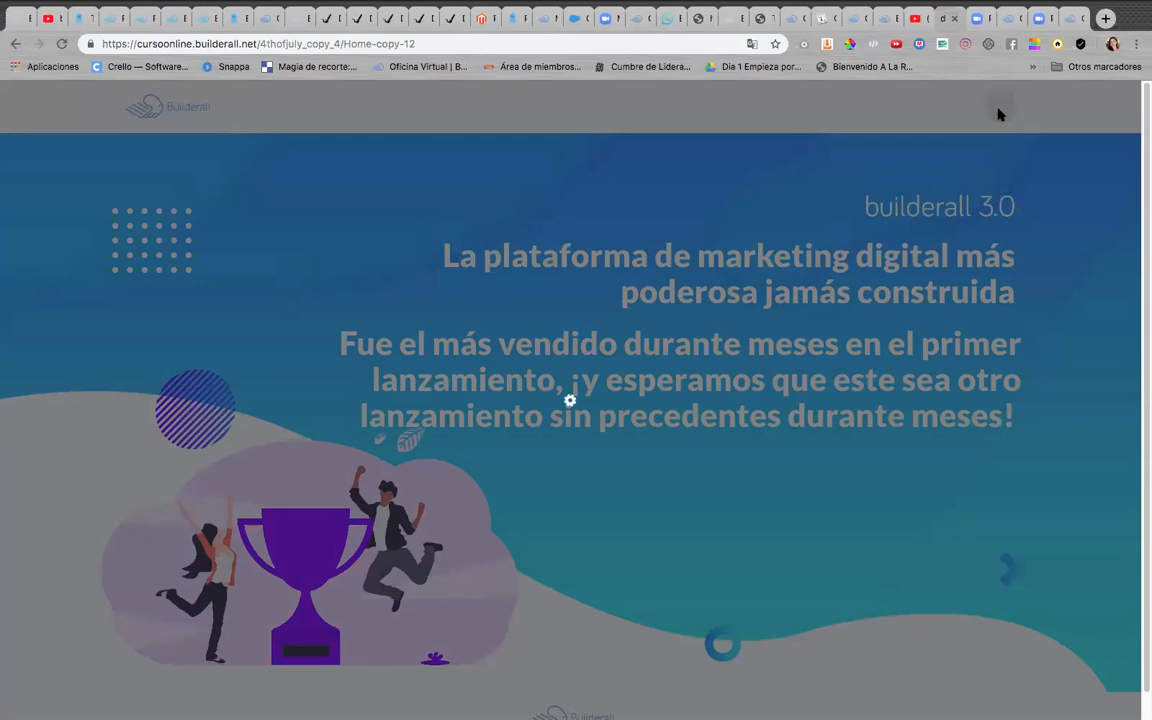 https://cursoonline.builderall.net/4thofjuly_copy_4/Home-copy-12
Aplicaciones
Crello — Software...
Snappa
Magia de recorte:...
Oficina Virtual | B...
Área de miembros...
Cumbre de Lidera...
Dia 1 Empieza por...
Bienvenido A La R...
»
Otros marcadores
Builderall
builderall 3.0
La plataforma de marketing digital más
poderosa jamás construida
Fue el más vendido durante meses en el primer
lanzamiento, ¡y esperamos que este sea otro
lanzamiento sin precedentes durante meses!
Builderall